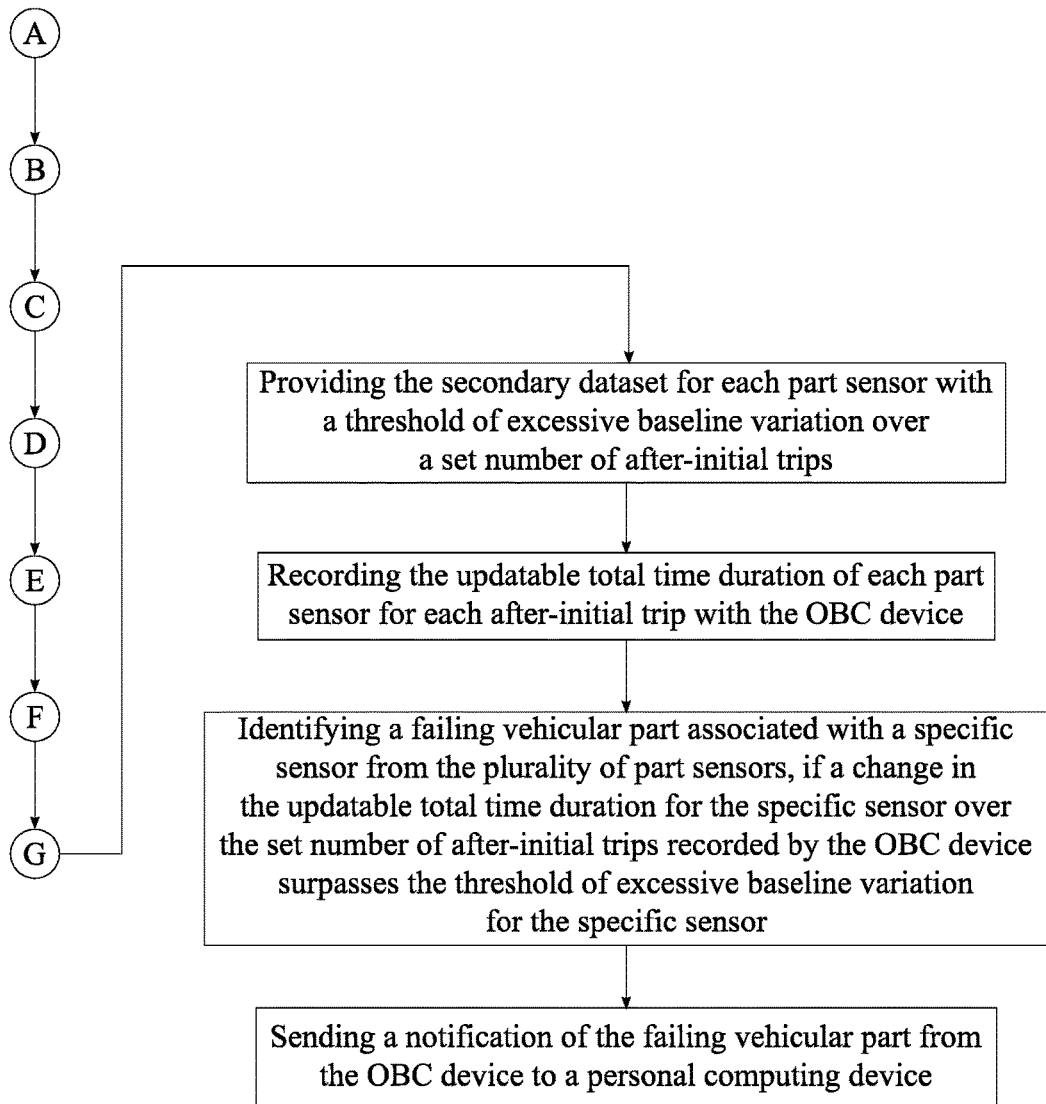 A
B
C
D
E
F
G
Providing the secondary dataset for each part sensor with
a threshold of excessive baseline variation over
a set number of after-initial trips
Recording the updatable total time duration of each part
sensor for each after-initial trip with the OBC device
Identifying a failing vehicular part associated with a specific
sensor from the plurality of part sensors, if a change in
the updatable total time duration for the specific sensor over
the set number of after-initial trips recorded by the OBC device
surpasses the threshold of excessive baseline variation
for the specific sensor
Sending a notification of the failing vehicular part from
the OBC device to a personal computing device